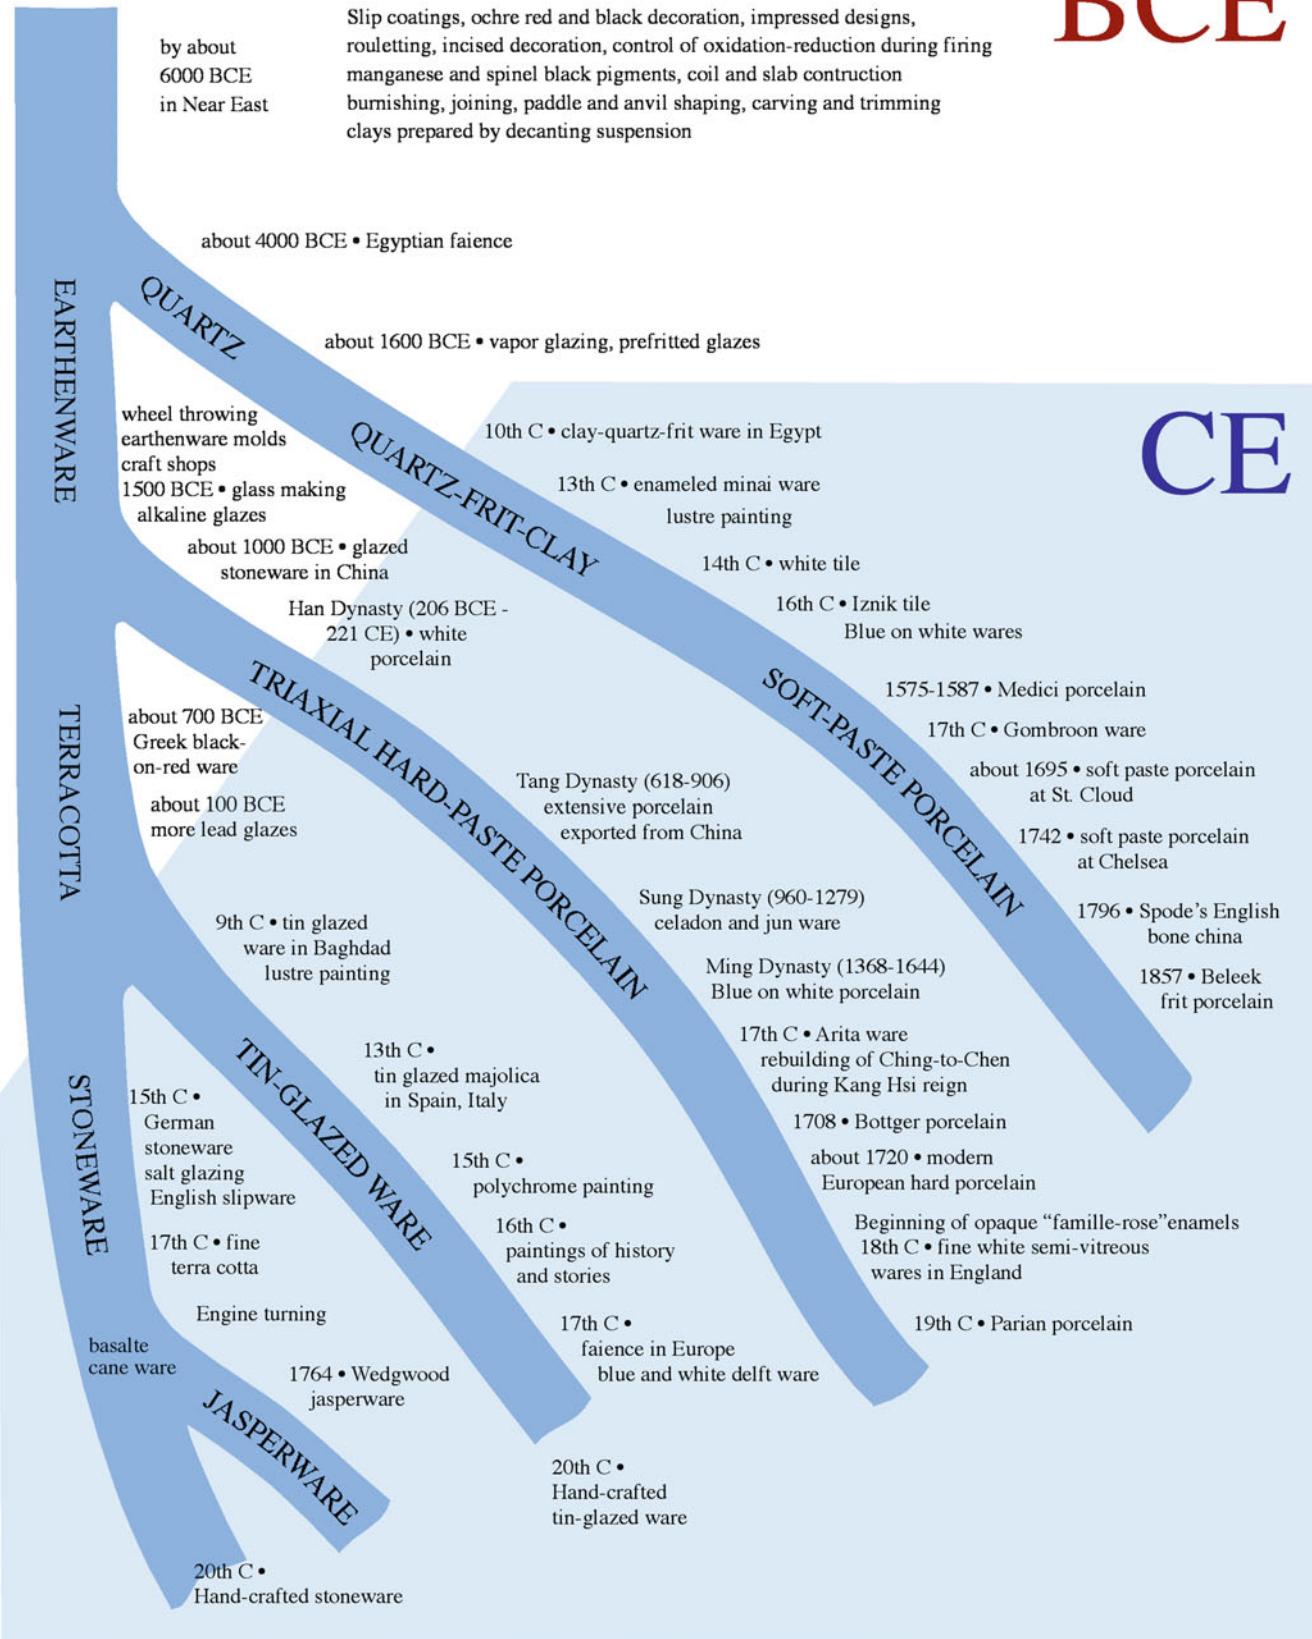 BCE
by about
6000 BCE
in Near East
Slip coatings, ochre red and black decoration, impressed designs,
rouletting, incised decoration, control of oxidation-reduction during firing
manganese and spinel black pigments, coil and slab contruction
burnishing, joining, paddle and anvil shaping, carving and trimming
clays prepared by decanting suspension
about 4000 BCE • Egyptian faience
EARTHENWARE
QUARTZ
about 1600 BCE • vapor glazing, prefritted glazes
CE
wheel throwing
earthenware molds
craft shops
1500 BCE • glass making
alkaline glazes
QUARTZ-FRIT-CLAY
10th C • clay-quartz-frit ware in Egypt
13th C • enameled minai ware
lustre painting
about 1000 BCE • glazed
stoneware in China
14th C • white tile
Han Dynasty (206 BCE -
221 CE) • white
porcelain
16th C • Iznik tile
Blue on white wares
SOFT-PASTE PORCELAIN
1575-1587 • Medici porcelain
17th C • Gombroon ware
about 1695 • soft paste porcelain
at St. Cloud
1742 • soft paste porcelain
at Chelsea
1796 • Spode's English
bone china
1857 • Beleek
frit porcelain
TERRACOTTA
TRIAXIAL HARD-PASTE PORCELAIN
about 700 BCE
Greek black-
on-red ware
about 100 BCE
more lead glazes
Tang Dynasty (618-906)
extensive porcelain
exported from China
Sung Dynasty (960-1279)
celadon and jun ware
Ming Dynasty (1368-1644)
Blue on white porcelain
17th C • Arita ware
rebuilding of Ching-to-Chen
during Kang Hsi reign
1708 • Bottger porcelain
about 1720 • modern
European hard porcelain
Beginning of opaque “famille-rose”enamels
18th C • fine white semi-vitreous
wares in England
19th C • Parian porcelain
9th C • tin glazed
ware in Baghdad
lustre painting
TIN-GLAZED WARE
13th C •
tin glazed majolica
in Spain, Italy
15th C •
polychrome painting
16th C •
paintings of history
and stories
17th C •
faience in Europe
blue and white delft ware
20th C •
Hand-crafted
tin-glazed ware
STONEWARE
15th C •
German
stoneware
salt glazing
English slipware
17th C • fine
terra cotta
Engine turning
basalte
cane ware
1764 • Wedgwood
jasperware
JASPERWARE
20th C •
Hand-crafted stoneware